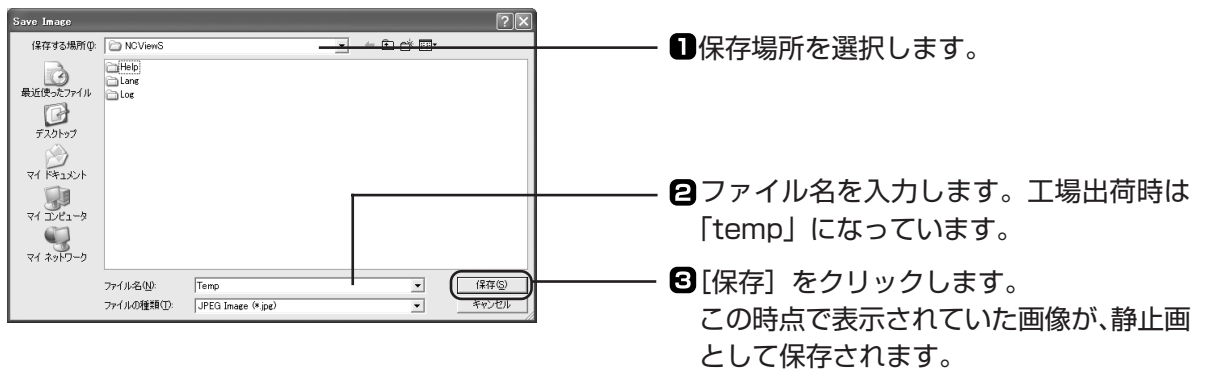 Save Image
保存する場所(I):
NCViewS
Help
Lang
Log
最近使ったファイル
デスクトップ
マイ ドキュメント
マイ コンピュータ
マイ ネットワーク
ファイル名(N):
Temp
保存(S)
ファイルの種類(T):
JPEG Image (*.jpg)
キャンセル
1 保存場所を選択します。
2 ファイル名を入力します。工場出荷時は
「temp」になっています。
3 [保存] をクリックします。
この時点で表示されていた画像が、静止画
として保存されます。